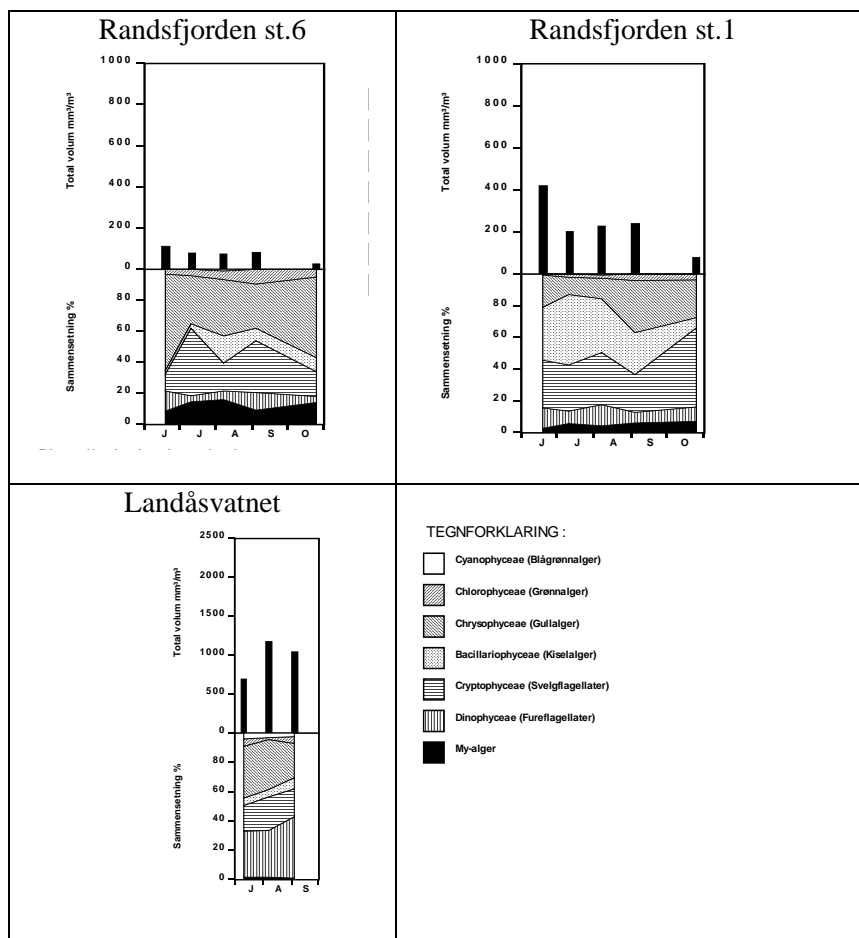 Randsfjorden st.6
1000
800
600
400
200
0
Total volum mm³/m³
80
60
40
20
0
Sammensetning %
J J A S O
Randsfjorden st.1
1000
800
600
400
200
0
Total volum mm³/m³
80
60
40
20
0
Sammensetning %
J J A S O
Landåsvatnet
2500
2000
1500
1000
500
0
Total volum mm³/m³
80
60
40
20
0
Sammensetning %
J A S
TEGNFORKLARING :
Cyanophyceae (Blågrønnalger)
Chlorophyceae (Grønnalger)
Chrysophyceae (Gullalger)
Bacillariophyceae (Kiselalger)
Cryptophyceae (Svelgflagellater)
Dinophyceae (Fureflagellater)
My-alger